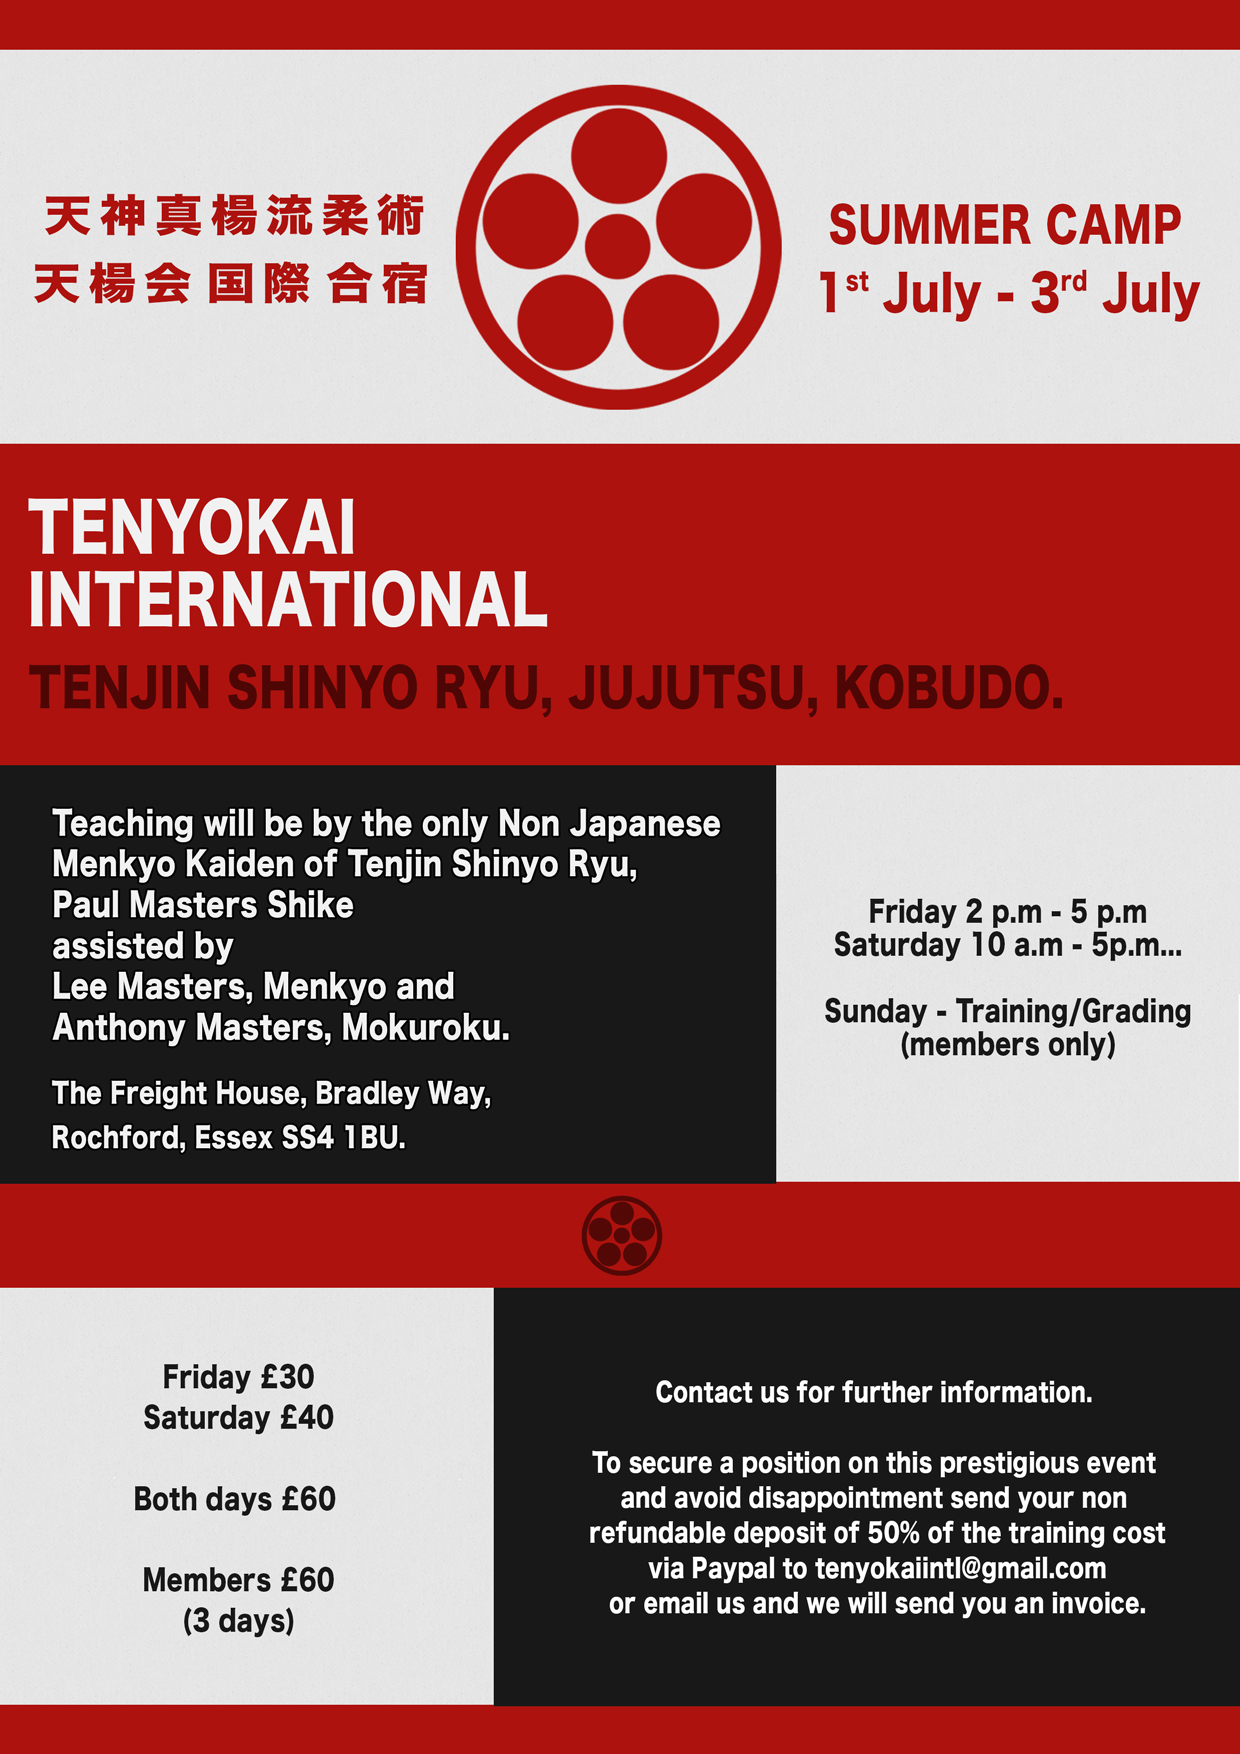 天神真楊流柔術
天楊会 国際 合宿
SUMMER CAMP
1st July - 3rd July
TENYOKAI
INTERNATIONAL
TENJIN SHINYO RYU, JUJUTSU, KOBUDO.
Teaching will be by the only Non Japanese
Menkyo Kaiden of Tenjin Shinyo Ryu,
Paul Masters Shike
assisted by
Lee Masters, Menkyo and
Anthony Masters, Mokuroku.
The Freight House, Bradley Way,
Rochford, Essex SS4 1BU.
Friday 2 p.m - 5 p.m
Saturday 10 a.m - 5p.m...
Sunday - Training/Grading
(members only)
Friday £30
Saturday £40
Both days £60
Members £60
(3 days)
Contact us for further information.
To secure a position on this prestigious event
and avoid disappointment send your non
refundable deposit of 50% of the training cost
via Paypal to tenyokaiintl@gmail.com
or email us and we will send you an invoice.